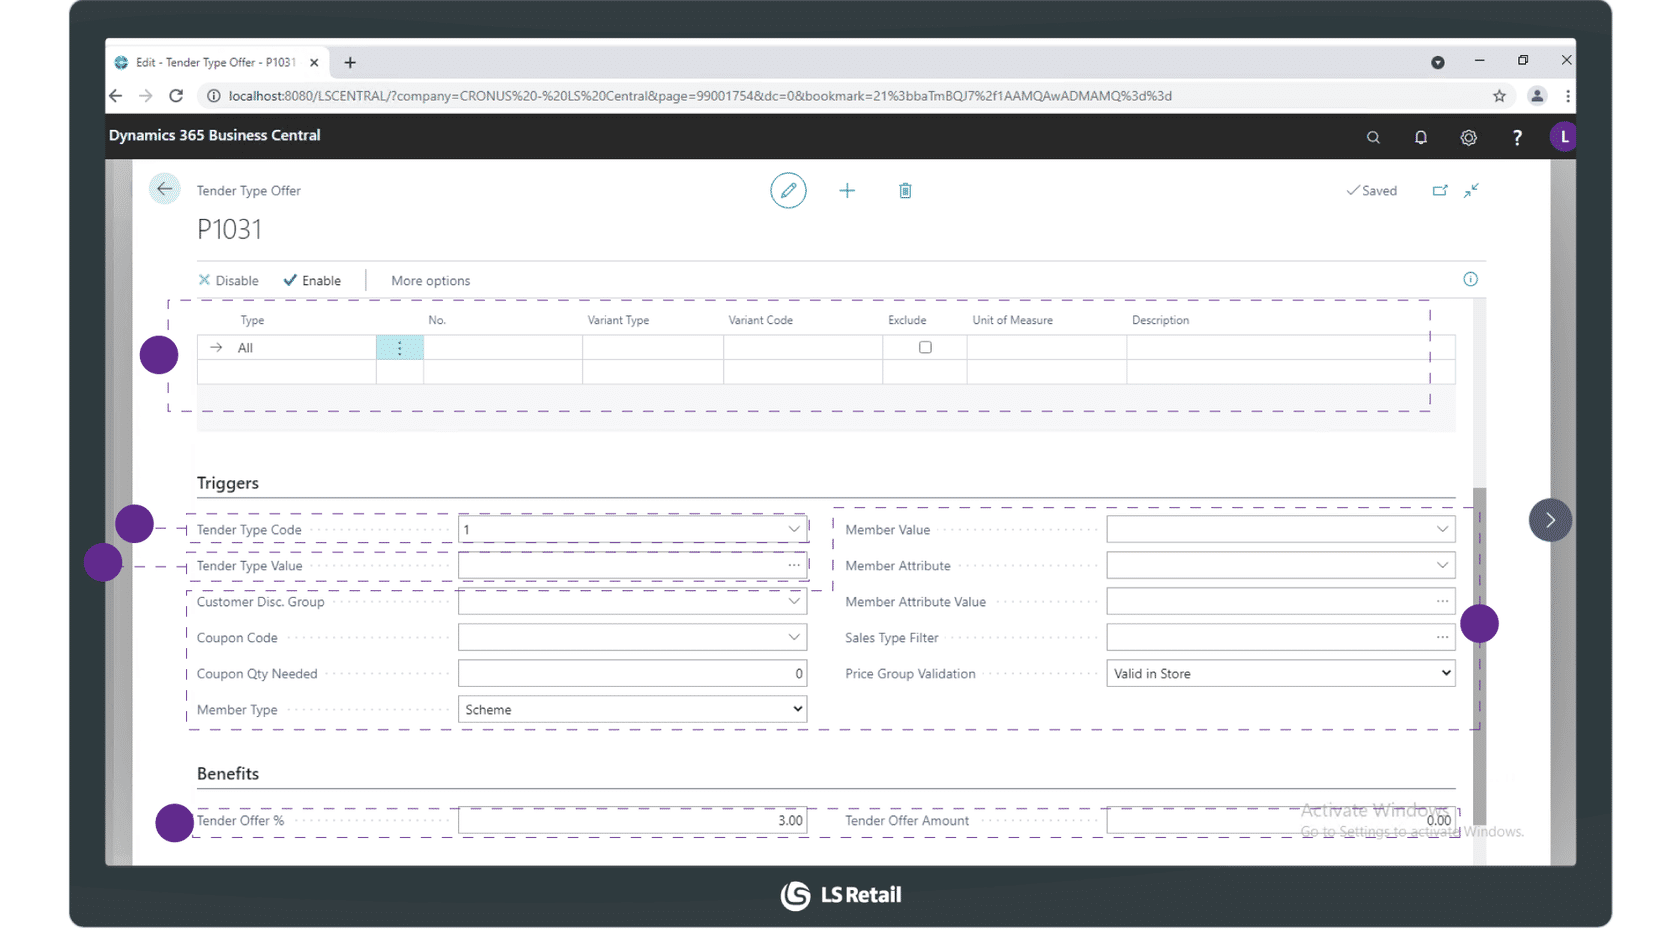 Edit - Tender Type Offer - P1031
localhost:8080/LSCENTRAL/?company=CRONUS%20-%20LS%20Central&page=99001754&dc=0&bookmark=21%3bbaTmBQJ7%2f1AAMQAwADMAMQ%3d%3d
Dynamics 365 Business Central
? L
Tender Type Offer
Saved
P1031
Disable Enable More options
Type No. Variant Type Variant Code Exclude Unit of Measure Description
All
Triggers
Tender Type Code 1 Member Value
Tender Type Value Member Attribute
Customer Disc. Group Member Attribute Value
Coupon Code Sales Type Filter
Coupon Qty Needed 0 Price Group Validation Valid in Store
Member Type Scheme
Benefits
Activate Windows
Tender Offer % 3.00 Tender Offer Amount 0.00
Go to Settings to activate Windows.
LS Retail